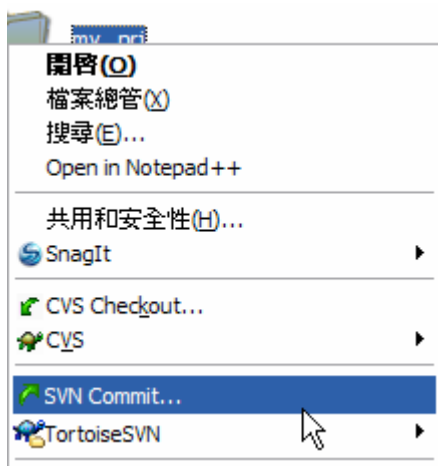 my_prj
開啓(O)
檔案總管(X)
搜尋(E)...
Open in Notepad++
共用和安全性(H)...
SnagIt
CVS Checkout...
CVS
SVN Commit...
TortoiseSVN